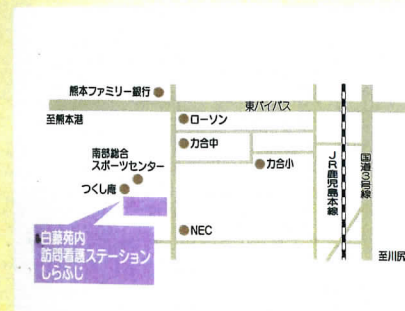 熊本ファミリー銀行
東バイパス
至熊本港
ローソン
力合中
南部総合
スポーツセンター
力合小
つくし庵
JR鹿児島本線
国道3号線
NEC
白藤苑内
訪問看護ステーション
しらふじ
至川尻